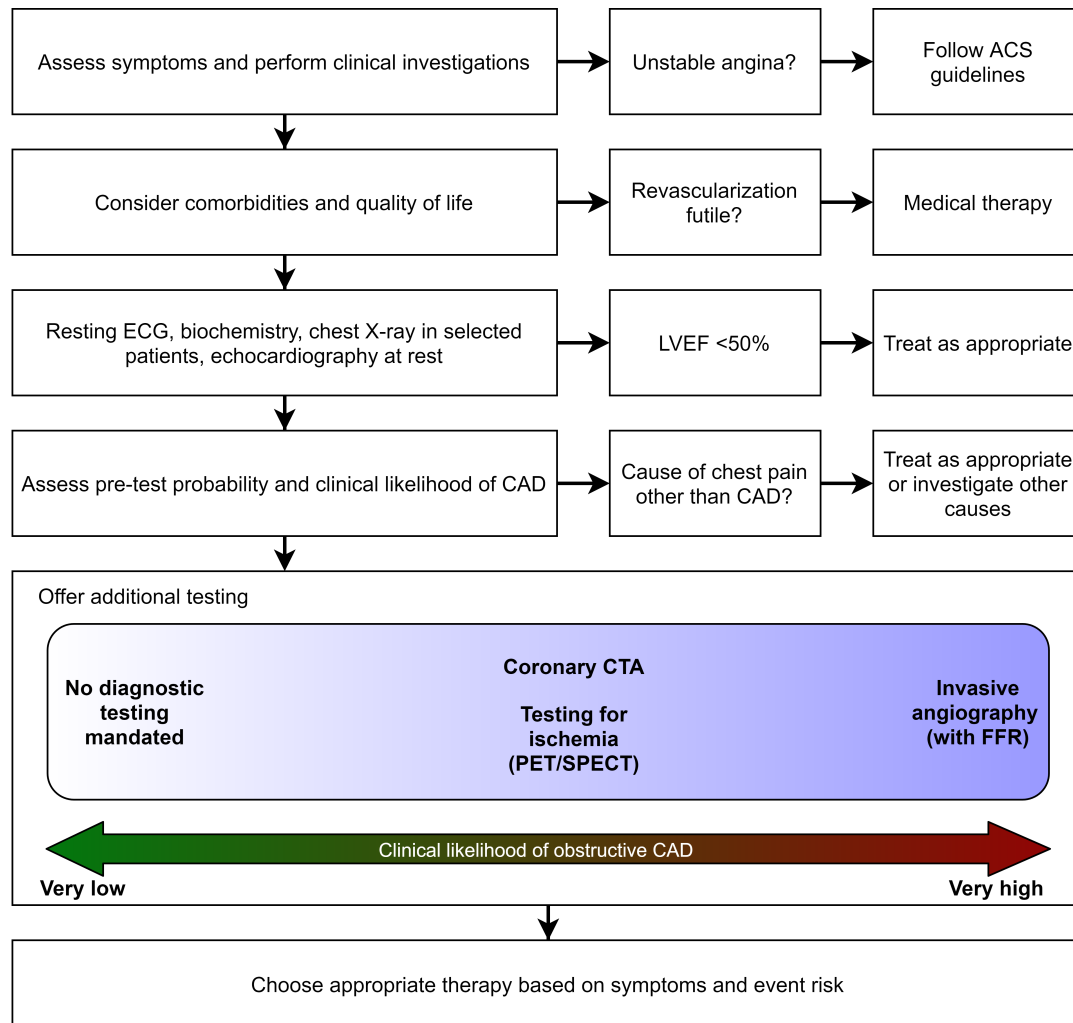 Assess symptoms and perform clinical investigations
Unstable angina?
Follow ACS
guidelines
Consider comorbidities and quality of life
Revascularization
futile?
Medical therapy
Resting ECG, biochemistry, chest X-ray in selected
patients, echocardiography at rest
LVEF <50%
Treat as appropriate
Assess pre-test probability and clinical likelihood of CAD
Cause of chest pain
other than CAD?
Treat as appropriate
or investigate other
causes
Offer additional testing
No diagnostic
testing
mandated
Coronary CTA
Testing for
ischemia
(PET/SPECT)
Invasive
angiography
(with FFR)
Clinical likelihood of obstructive CAD
Very low
Very high
Choose appropriate therapy based on symptoms and event risk